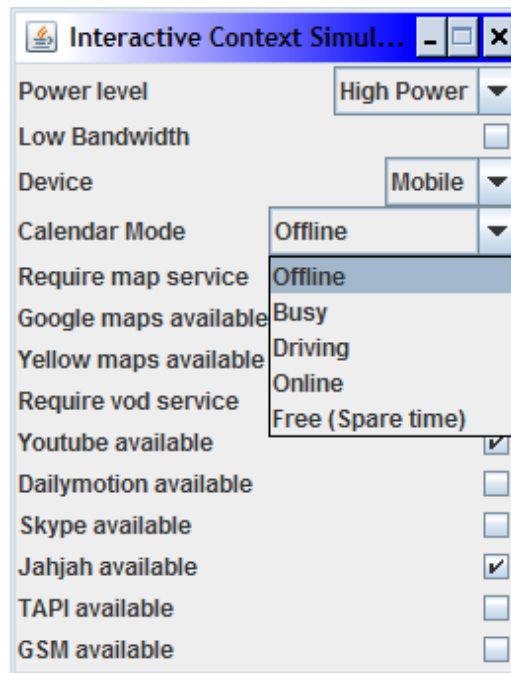 Interactive Context Simul...
Power level High Power
Low Bandwidth
Device Mobile
Calendar Mode Offline
Require map service Offline
Google maps available Busy
Yellow maps available Driving
Require vod service Online
Free (Spare time)
Youtube available
Dailymotion available
Skype available
Jahjah available
TAPI available
GSM available